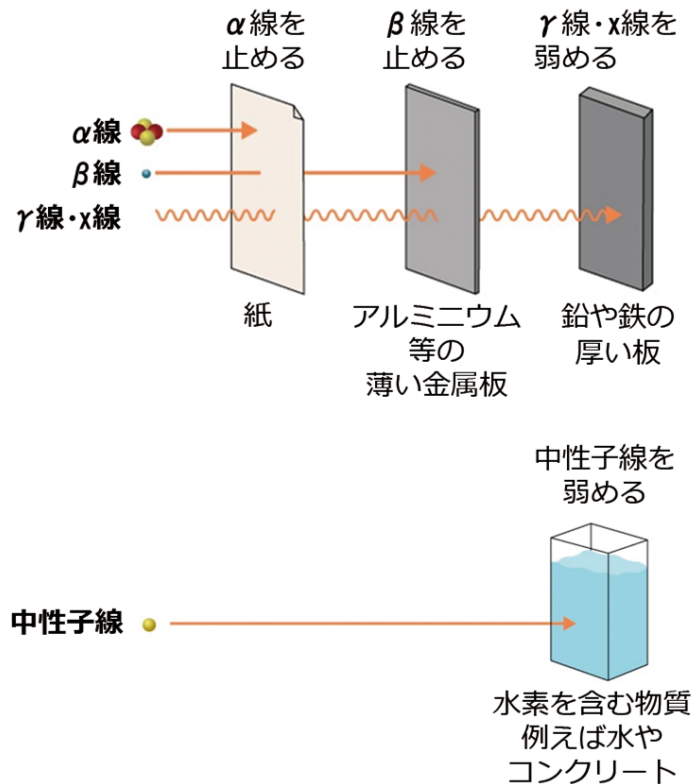 α線を
止める
β線を
止める
γ線・x線を
弱める
α線
β線
γ線・x線
紙
アルミニウム
等の
薄い金属板
鉛や鉄の
厚い板
中性子線を
弱める
中性子線
水素を含む物質
例えば水や
コンクリート